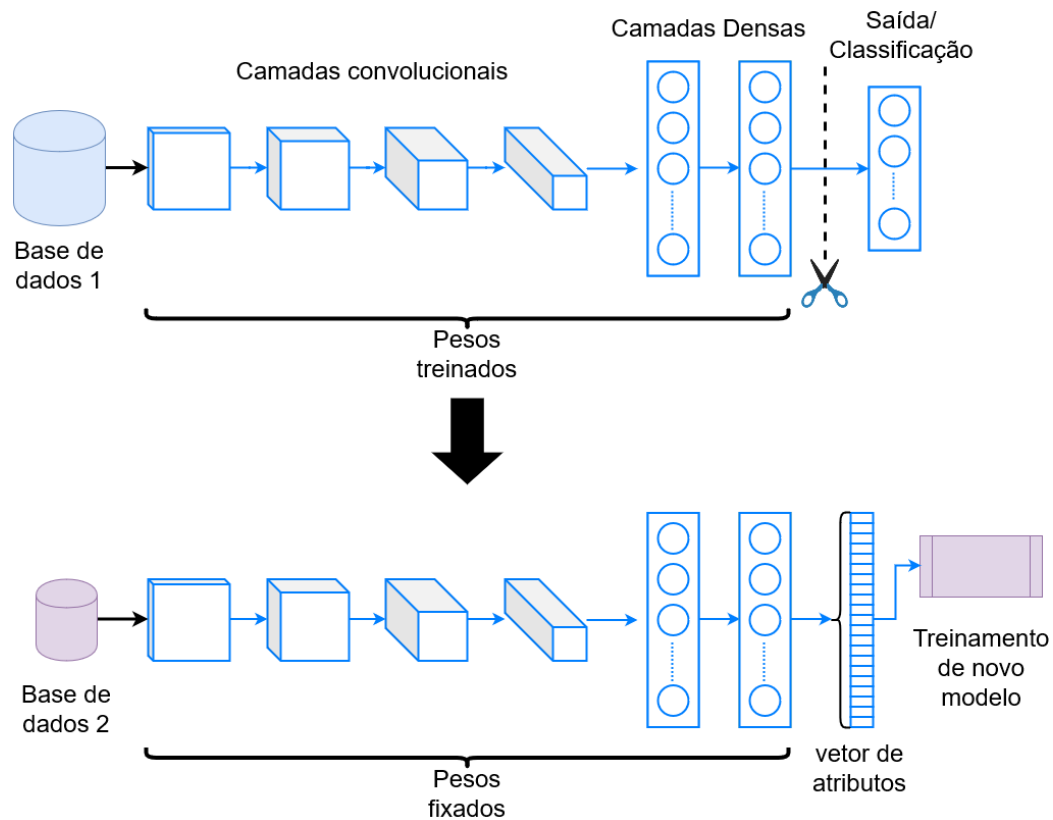 Camadas convolucionais
Camadas Densas
Saída/
Classificação
Base de
dados 1
Pesos
treinados
Base de
dados 2
Pesos
fixados
vetor de
atributos
Treinamento
de novo
modelo